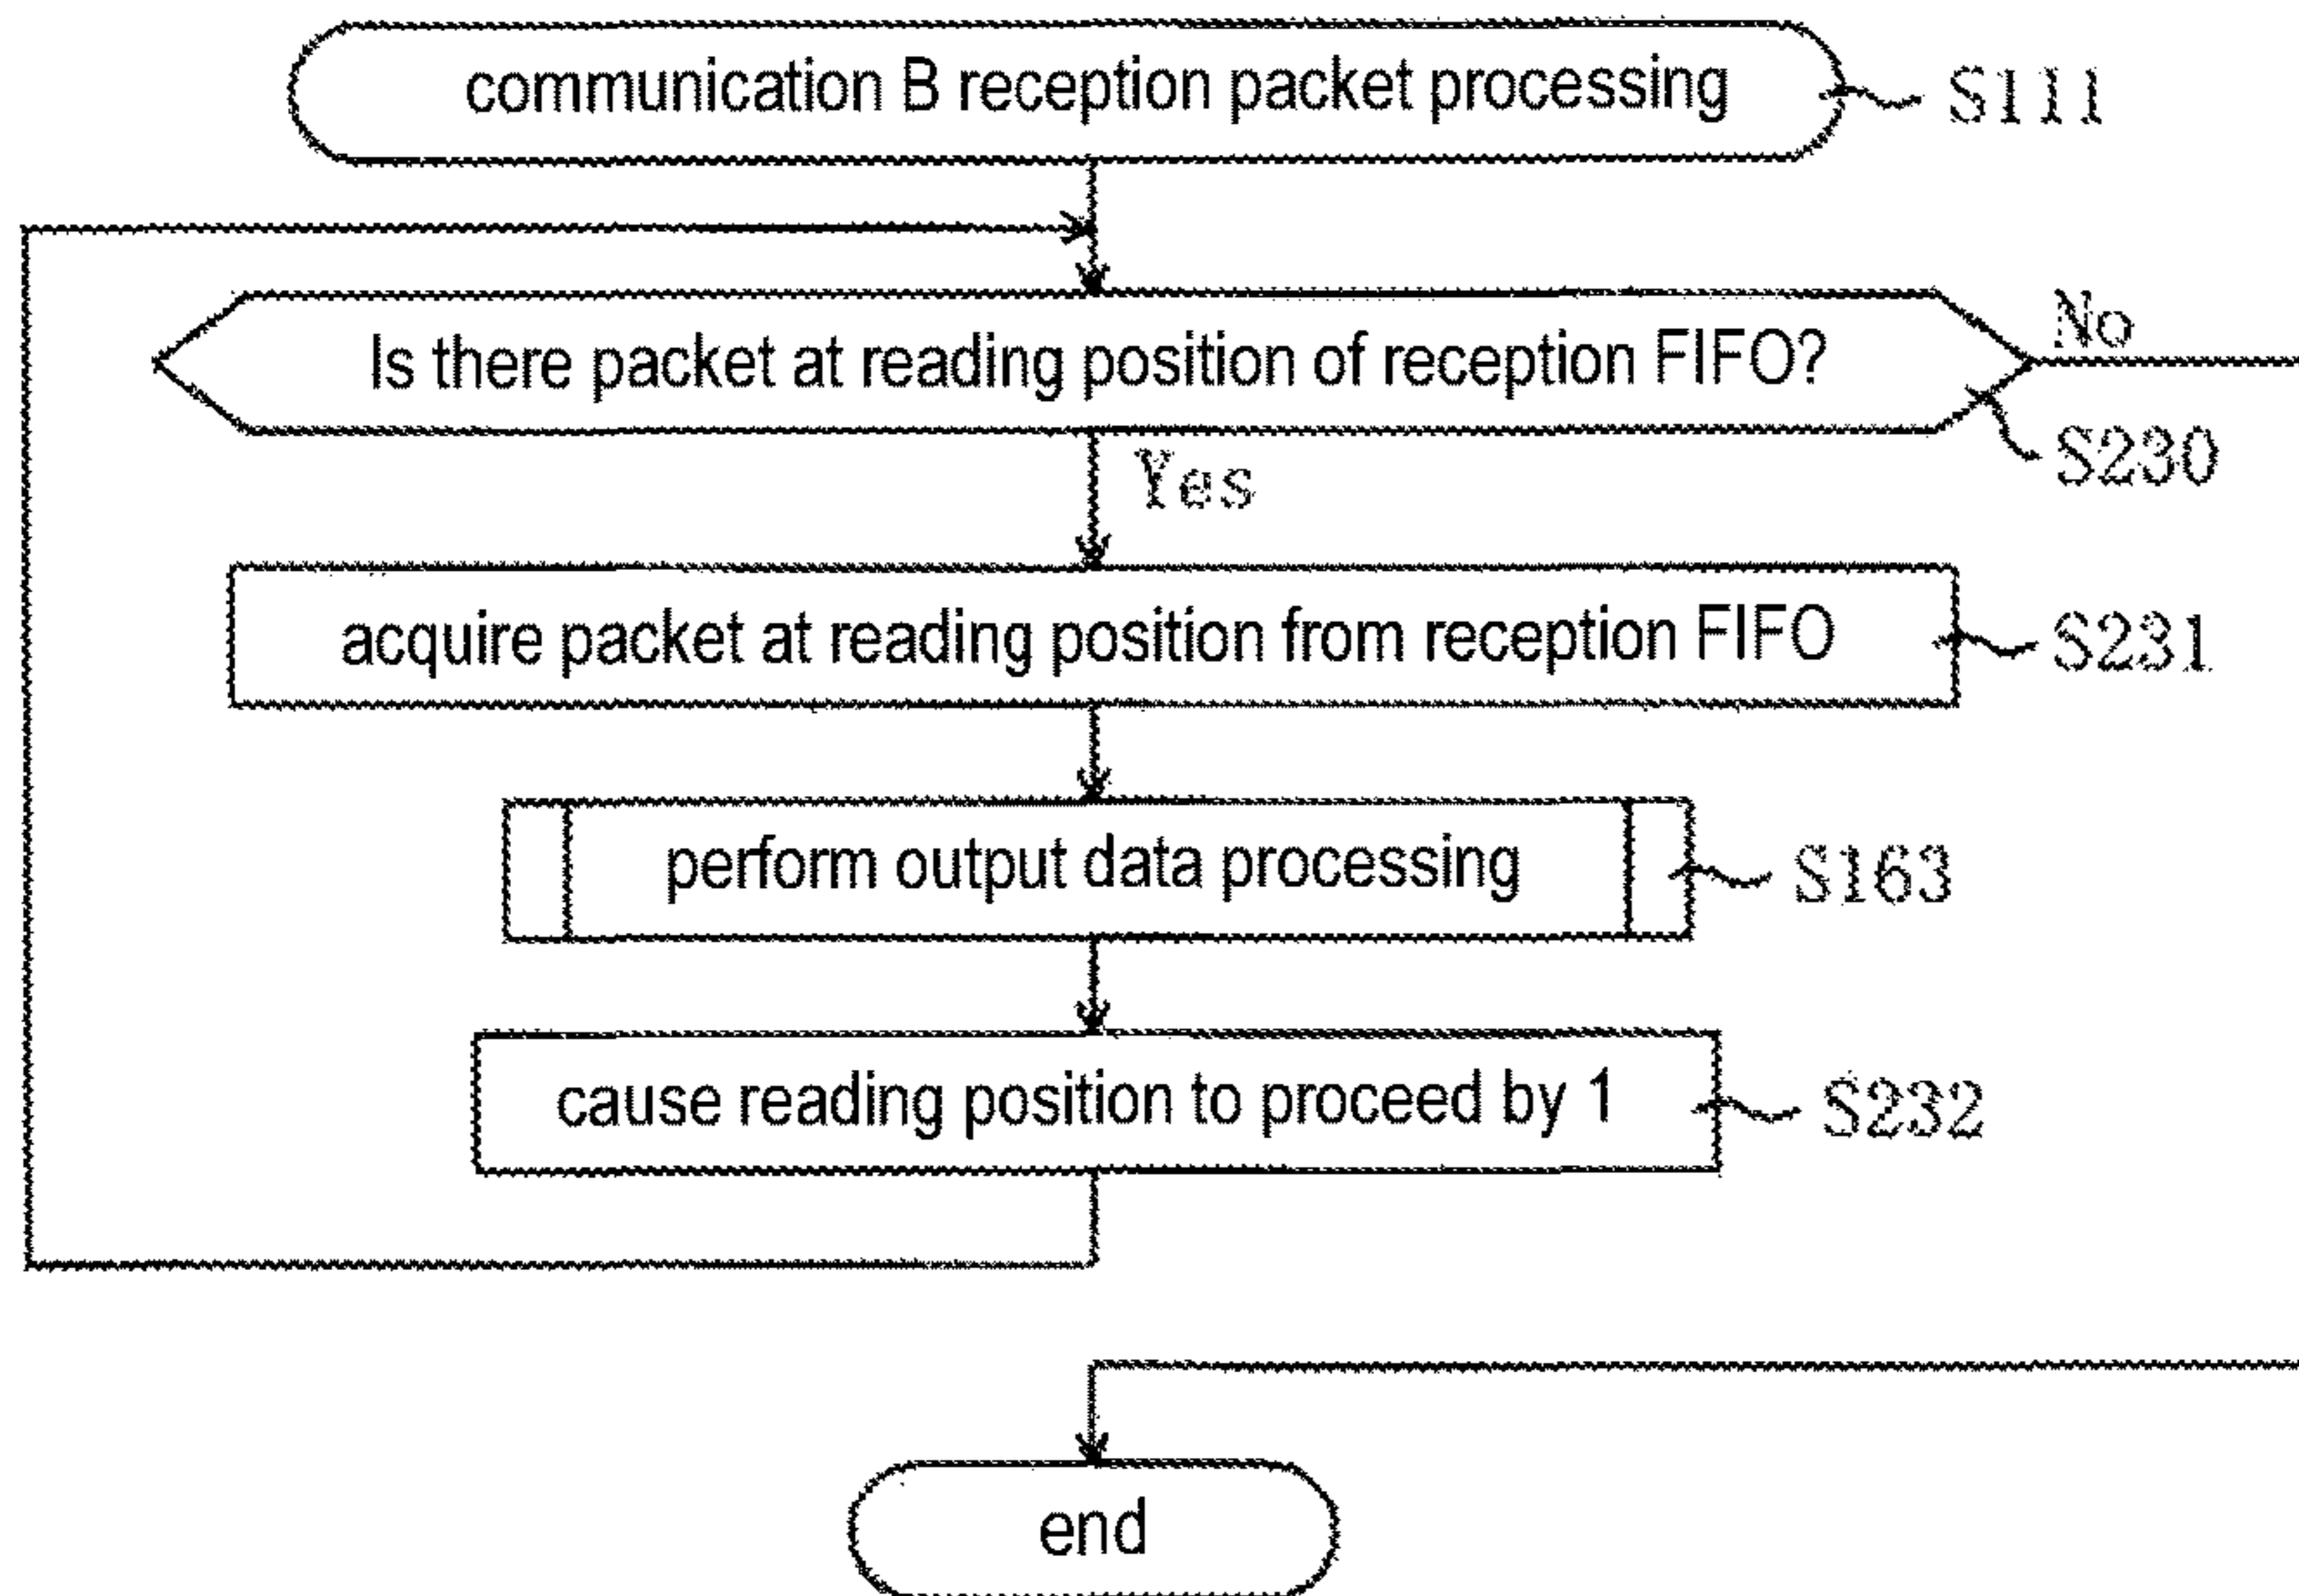 communication B reception packet processing
S111
Is there packet at reading position of reception FIFO?
No
S230
Yes
acquire packet at reading position from reception FIFO
S231
perform output data processing
S163
cause reading position to proceed by 1
S232
end